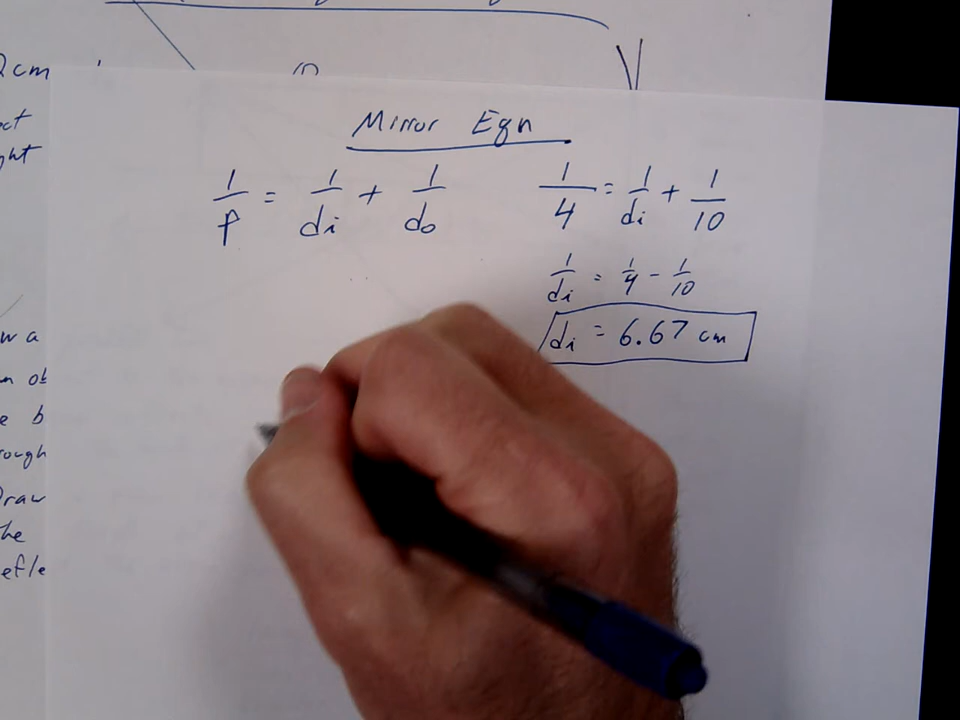 2cm
Mirror Eqn
1/f = 1/di + 1/do
1/4 = 1/di + 1/10
1/di = 1/4 - 1/10
di = 6.67 cm